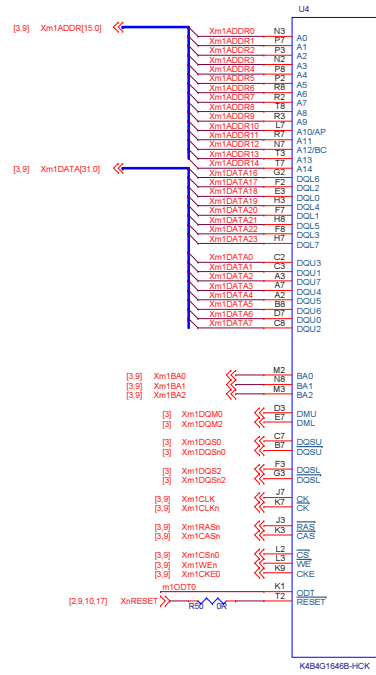 U4
[3,9] Xm1ADDR[15:0]
Xm1ADDR0 N3 A0
Xm1ADDR1 P7 A1
Xm1ADDR2 P3 A2
Xm1ADDR3 N2 A3
Xm1ADDR4 P8 A4
Xm1ADDR5 P2 A5
Xm1ADDR6 R8 A6
Xm1ADDR7 R2 A7
Xm1ADDR8 T8 A8
Xm1ADDR9 R3 A9
Xm1ADDR10 L7 A10/AP
Xm1ADDR11 R7 A11
Xm1ADDR12 N7 A12/BC
Xm1ADDR13 T3 A13
Xm1ADDR14 T7 A14
[3,9] Xm1DATA[31:0]
Xm1DATA16 G2 DQL6
Xm1DATA17 F2 DQL2
Xm1DATA18 E3 DQL0
Xm1DATA19 H3 DQL4
Xm1DATA20 F7 DQL1
Xm1DATA21 H8 DQL5
Xm1DATA22 F8 DQL3
Xm1DATA23 H7 DQL7
Xm1DATA0 C2 DQU3
Xm1DATA1 C3 DQU1
Xm1DATA2 A3 DQU7
Xm1DATA3 A7 DQU4
Xm1DATA4 A2 DQU5
Xm1DATA5 B8 DQU6
Xm1DATA6 D7 DQU0
Xm1DATA7 C8 DQU2
[3,9] Xm1BA0 M2 BA0
[3,9] Xm1BA1 N8 BA1
[3,9] Xm1BA2 M3 BA2
[3] Xm1DQM0 D3 DMU
[3] Xm1DQM2 E7 DML
[3] Xm1DQS0 C7 DQSU
[3] Xm1DQSn0 B7 DQSU
[3] Xm1DQS2 F3 DQSL
[3] Xm1DQSn2 G3 DQSL
[3,9] Xm1CLK J7 CK
[3,9] Xm1CLKn K7 CK
[3,9] Xm1RASn J3 RAS
[3,9] Xm1CASn K3 CAS
[3,9] Xm1CSn0 L2 CS
[3,9] Xm1WEn L3 WE
[3,9] Xm1CKE0 K9 CKE
m1ODT0 K1 ODT
[2,9,10,17] XnRESET T2 RESET
R50 0R
K4B4G1646B-HCK